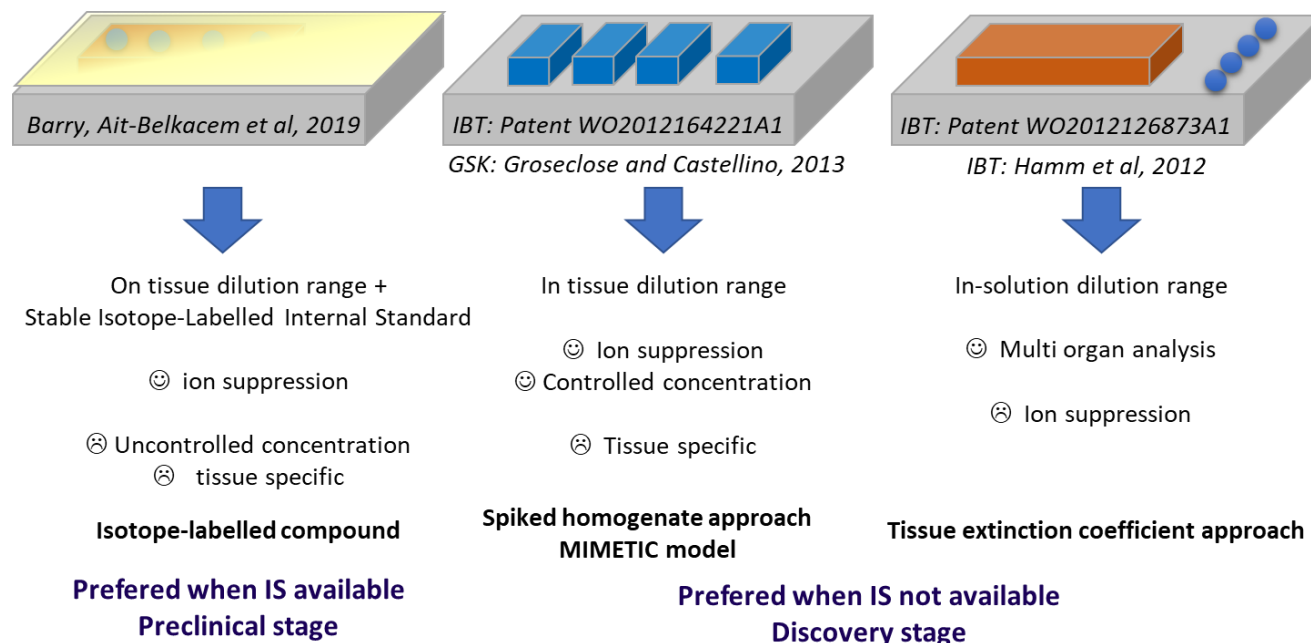 Barry, Ait-Belkacem et al, 2019
On tissue dilution range +
Stable Isotope-Labelled Internal Standard
☺ ion suppression
☹ Uncontrolled concentration
☹ tissue specific
Isotope-labelled compound
Prefered when IS available
Preclinical stage
IBT: Patent WO2012164221A1
GSK: Groseclose and Castellino, 2013
In tissue dilution range
☺ Ion suppression
☺ Controlled concentration
☹ Tissue specific
Spiked homogenate approach
MIMETIC model
IBT: Patent WO2012126873A1
IBT: Hamm et al, 2012
In-solution dilution range
☺ Multi organ analysis
☹ Ion suppression
Tissue extinction coefficient approach
Prefered when IS not available
Discovery stage